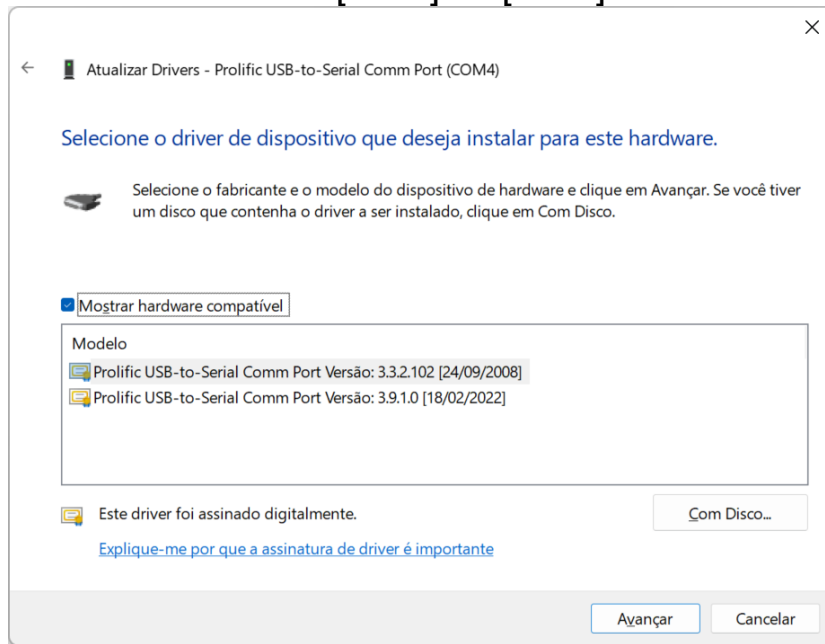 Atualizar Drivers - Prolific USB-to-Serial Comm Port (COM4)
Selecione o driver de dispositivo que deseja instalar para este hardware.
Selecione o fabricante e o modelo do dispositivo de hardware e clique em Avançar. Se você tiver
um disco que contenha o driver a ser instalado, clique em Com Disco.
Mostrar hardware compatível
Modelo
Prolific USB-to-Serial Comm Port Versão: 3.3.2.102 [24/09/2008]
Prolific USB-to-Serial Comm Port Versão: 3.9.1.0 [18/02/2022]
Este driver foi assinado digitalmente.
Com Disco...
Explique-me por que a assinatura de driver é importante
Avançar
Cancelar